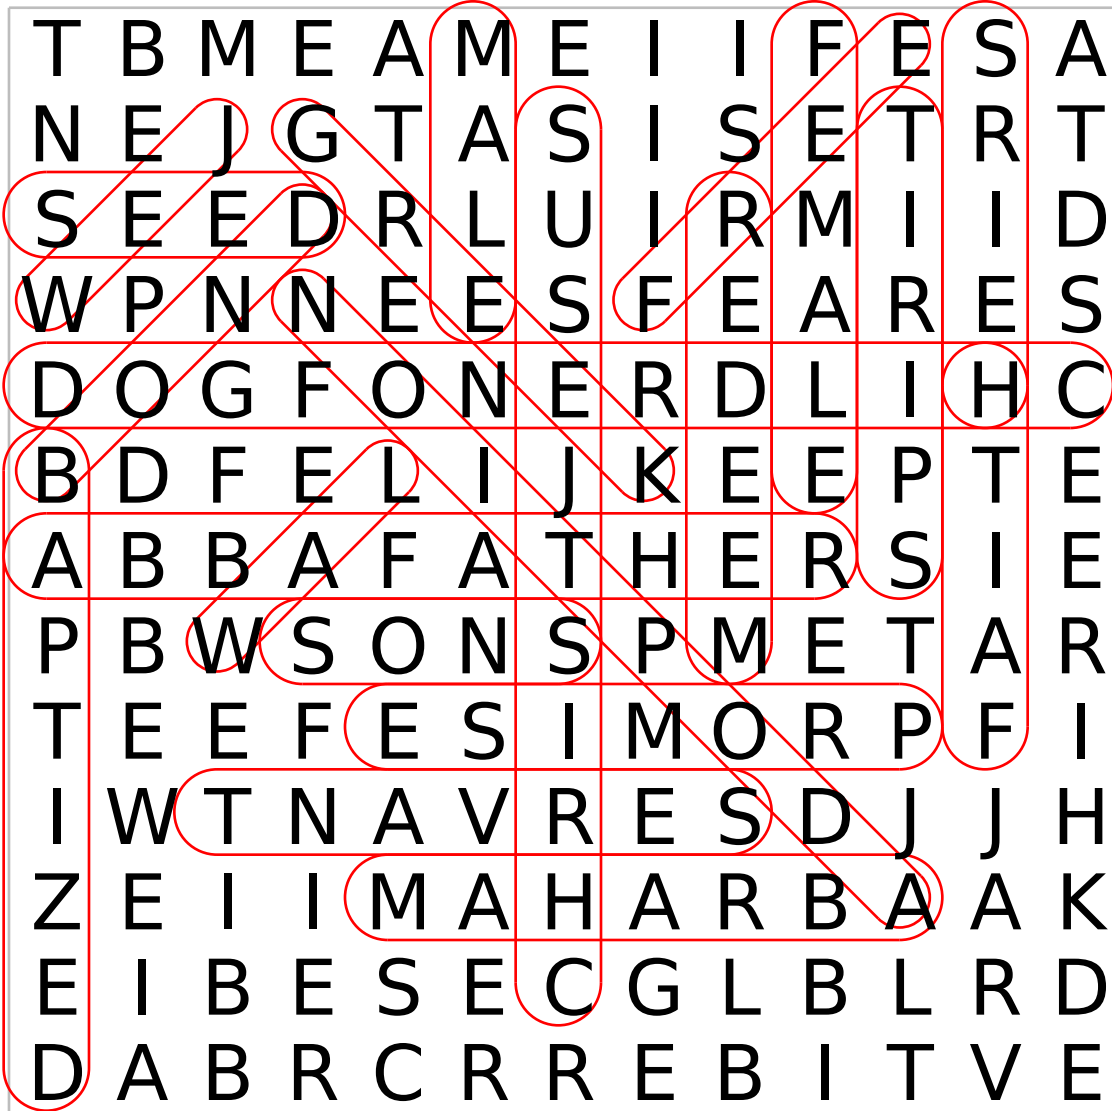 T B M E A M E I I F E S A
N E J G T A S I S E T R T
S E E D R L U I R M I I D
W P N N E E S F E A R E S
D O G F O N E R D L I H C
B D F E L I J K E E P T E
A B B A F A T H E R S I E
P B W S O N S P M E T A R
T E E F E S I M O R P F I
I W T N A V R E S D J J H
Z E I I M A H A R B A A K
E I B E S E C G L B L R D
D A B R C R R E B I T V E